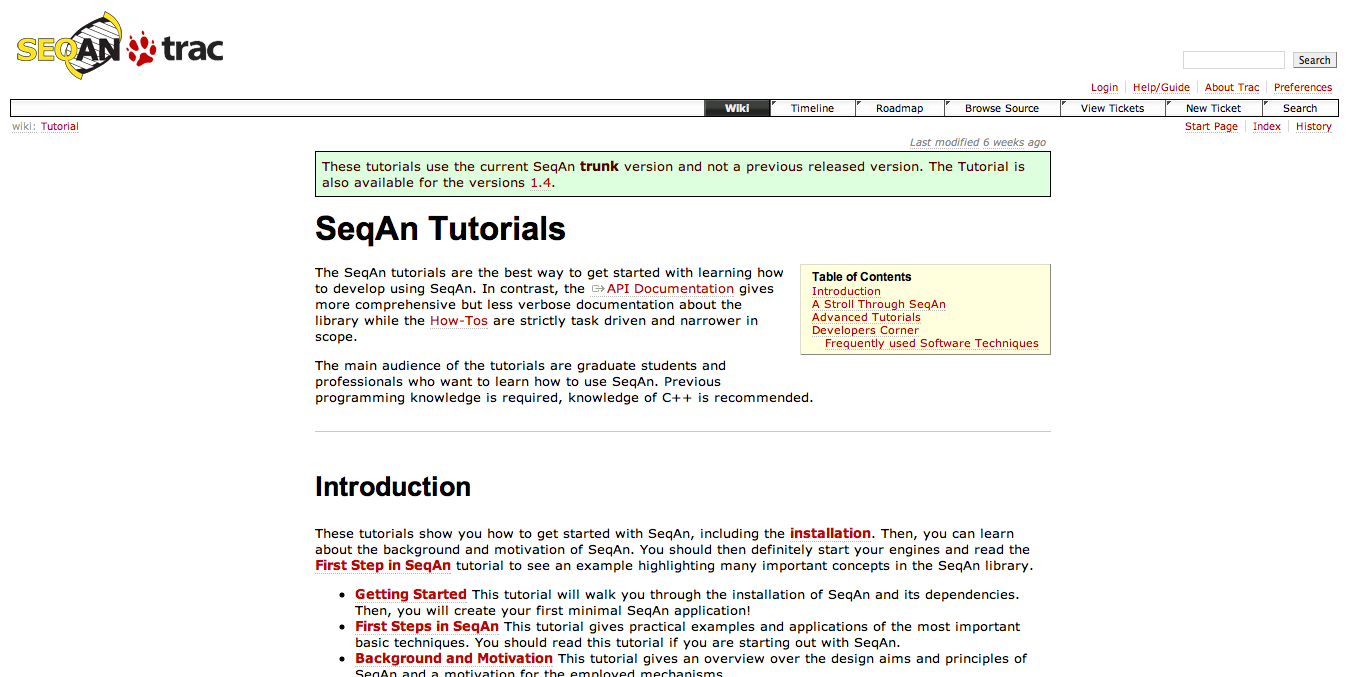 SEQAN trac
Search
Login Help/Guide About Trac Preferences
Wiki Timeline Roadmap Browse Source View Tickets New Ticket Search
wiki: Tutorial
Start Page Index History
Last modified 6 weeks ago
These tutorials use the current SeqAn trunk version and not a previous released version. The Tutorial is
also available for the versions 1.4.
SeqAn Tutorials
The SeqAn tutorials are the best way to get started with learning how
to develop using SeqAn. In contrast, the API Documentation gives
more comprehensive but less verbose documentation about the
library while the How-Tos are strictly task driven and narrower in
scope.
Table of Contents
Introduction
A Stroll Through SeqAn
Advanced Tutorials
Developers Corner
Frequently used Software Techniques
The main audience of the tutorials are graduate students and
professionals who want to learn how to use SeqAn. Previous
programming knowledge is required, knowledge of C++ is recommended.
Introduction
These tutorials show you how to get started with SeqAn, including the installation. Then, you can learn
about the background and motivation of SeqAn. You should then definitely start your engines and read the
First Step in SeqAn tutorial to see an example highlighting many important concepts in the SeqAn library.
• Getting Started This tutorial will walk you through the installation of SeqAn and its dependencies.
Then, you will create your first minimal SeqAn application!
• First Steps in SeqAn This tutorial gives practical examples and applications of the most important
basic techniques. You should read this tutorial if you are starting out with SeqAn.
• Background and Motivation This tutorial gives an overview over the design aims and principles of
SeqAn and a motivation for the employed mechanisms.